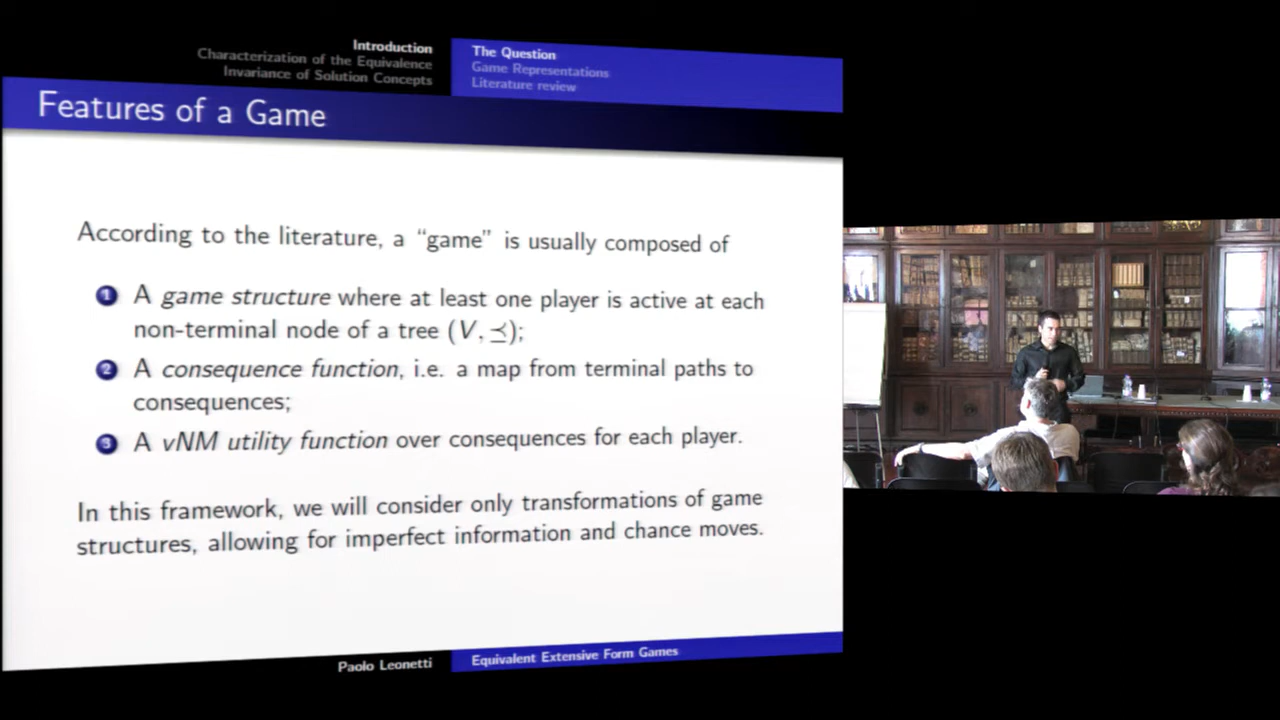 Introduction
Characterization of the Equivalence
Invariance of Solution Concepts
The Question
Game Representations
Literature review
Features of a Game
According to the literature, a “game” is usually composed of
1 A game structure where at least one player is active at each
non-terminal node of a tree (V, ⪯);
2 A consequence function, i.e. a map from terminal paths to
consequences;
3 A vNM utility function over consequences for each player.
In this framework, we will consider only transformations of game
structures, allowing for imperfect information and chance moves.
Paolo Leonetti
Equivalent Extensive Form Games